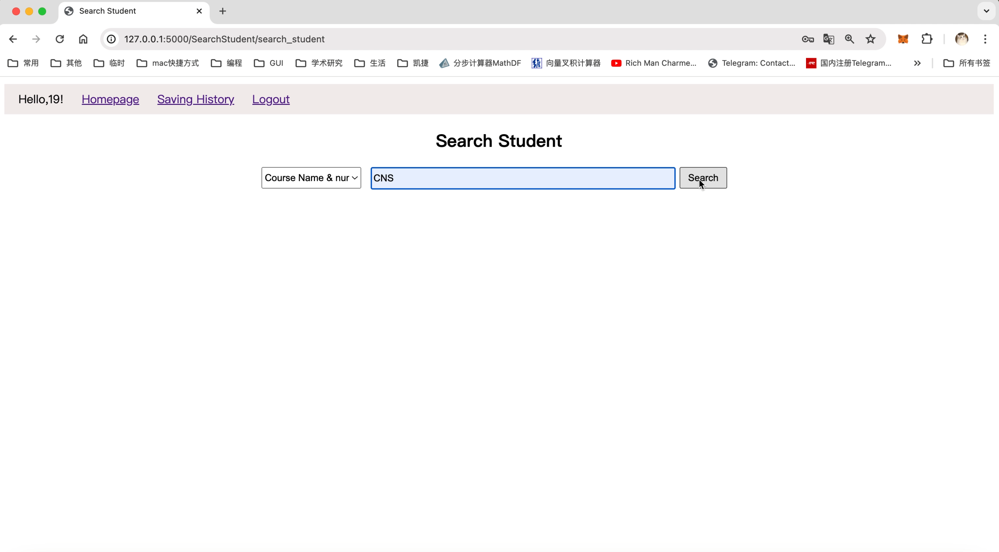 Search Student
127.0.0.1:5000/SearchStudent/search_student
常用 其他 临时 mac快捷方式 编程 GUI 学术研究 生活 凯捷 分步计算器MathDF 向量叉积计算器 Rich Man Charme... Telegram: Contact... 国内注册Telegram... 所有书签
Hello,19! Homepage Saving History Logout
Search Student
Course Name & nur CNS Search